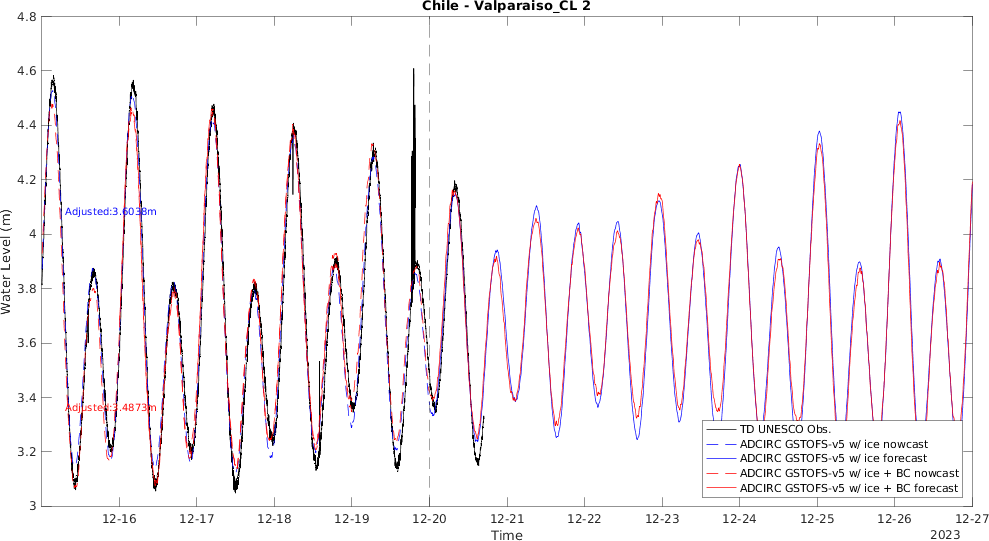 Chile - Valparaiso_CL 2
4.8
4.6
4.4
4.2
4
3.8
3.6
3.4
3.2
3
Water Level (m)
Adjusted:3.6038m
Adjusted:3.4873m
TD UNESCO Obs.
ADCIRC GSTOFS-v5 w/ ice nowcast
ADCIRC GSTOFS-v5 w/ ice forecast
ADCIRC GSTOFS-v5 w/ ice + BC nowcast
ADCIRC GSTOFS-v5 w/ ice + BC forecast
12-16 12-17 12-18 12-19 12-20 12-21 12-22 12-23 12-24 12-25 12-26 12-27
Time
2023